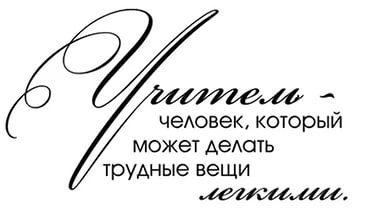 Учитель ~
человек, который
может делать
трудные вещи
легкими.